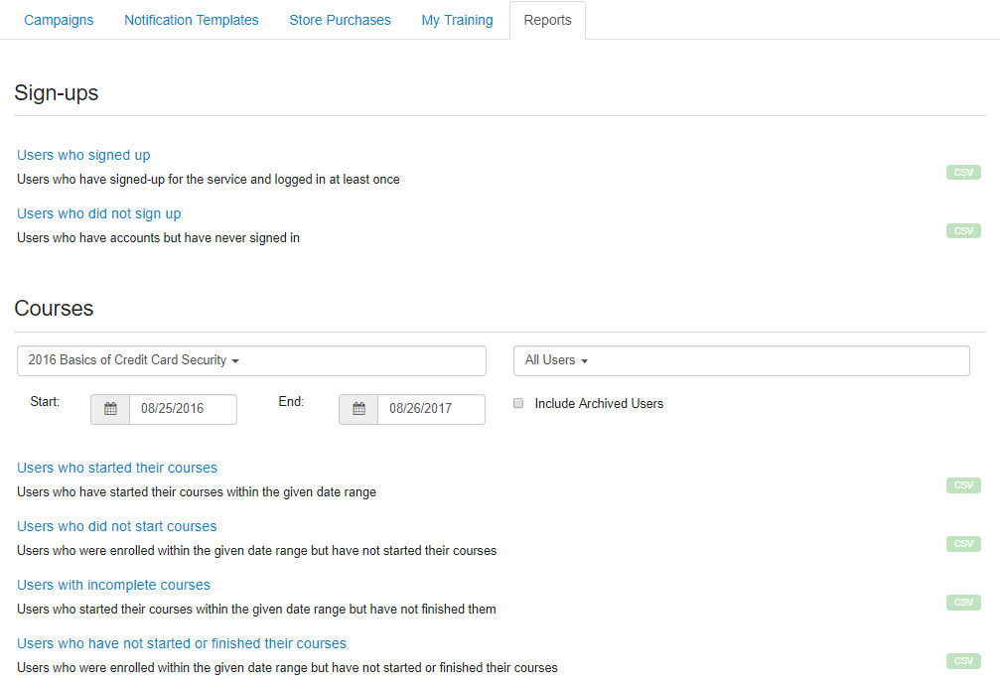 Campaigns Notification Templates Store Purchases My Training Reports
Sign-ups
Users who signed up
Users who have signed-up for the service and logged in at least once
CSV
Users who did not sign up
Users who have accounts but have never signed in
CSV
Courses
2016 Basics of Credit Card Security All Users
Start: 08/25/2016 End: 08/26/2017 Include Archived Users
Users who started their courses
Users who have started their courses within the given date range
CSV
Users who did not start courses
Users who were enrolled within the given date range but have not started their courses
CSV
Users with incomplete courses
Users who started their courses within the given date range but have not finished them
CSV
Users who have not started or finished their courses
Users who were enrolled within the given date range but have not started or finished their courses
CSV